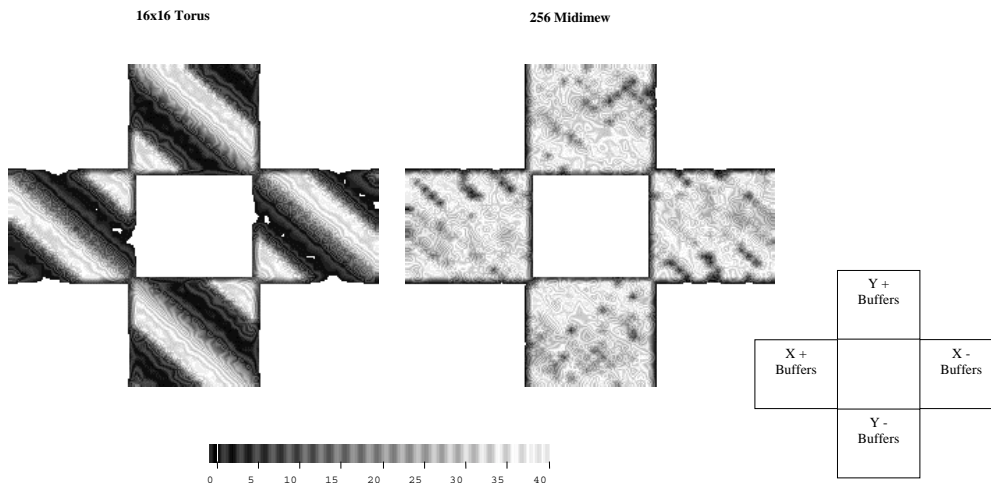 16x16 Torus
256 Midimew
Y +
Buffers
X +
Buffers
X -
Buffers
Y -
Buffers
0 5 10 15 20 25 30 35 40